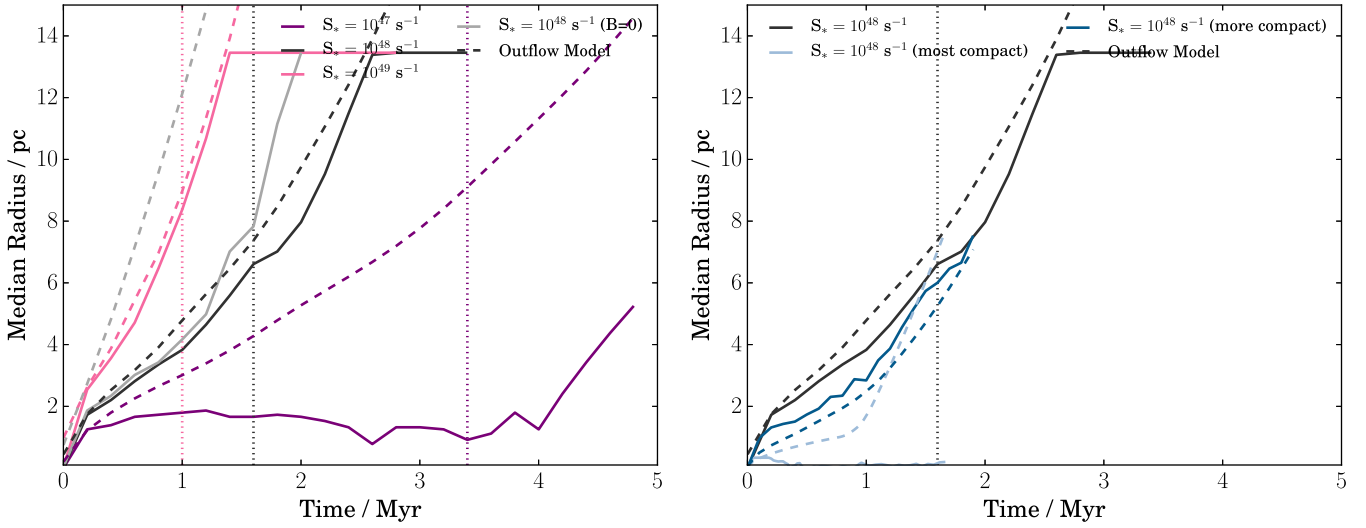 S* = 10^47 s^−1
S* = 10^48 s^−1
S* = 10^49 s^−1
S* = 10^48 s^−1 (B=0)
Outflow Model
Median Radius / pc
14
12
10
8
6
4
2
0 1 2 3 4 5
Time / Myr
S* = 10^48 s^−1
S* = 10^48 s^−1 (most compact)
S* = 10^48 s^−1 (more compact)
Outflow Model
Median Radius / pc
14
12
10
8
6
4
2
0 1 2 3 4 5
Time / Myr